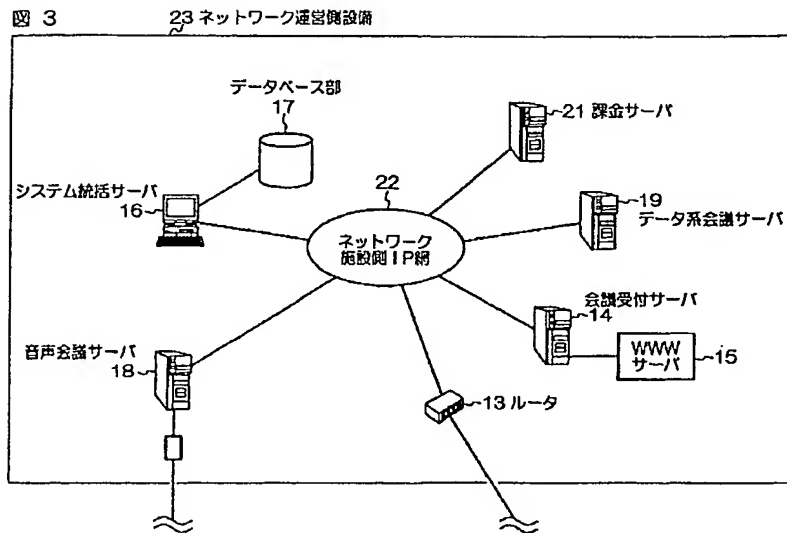 図 3
23 ネットワーク運営側設備
データベース部
17
21 課金サーバ
システム統括サーバ
16
22
ネットワーク
施設側IP網
19
データ系会議サーバ
会議受付サーバ
14
WWW
サーバ
15
音声会議サーバ
18
13 ルータ